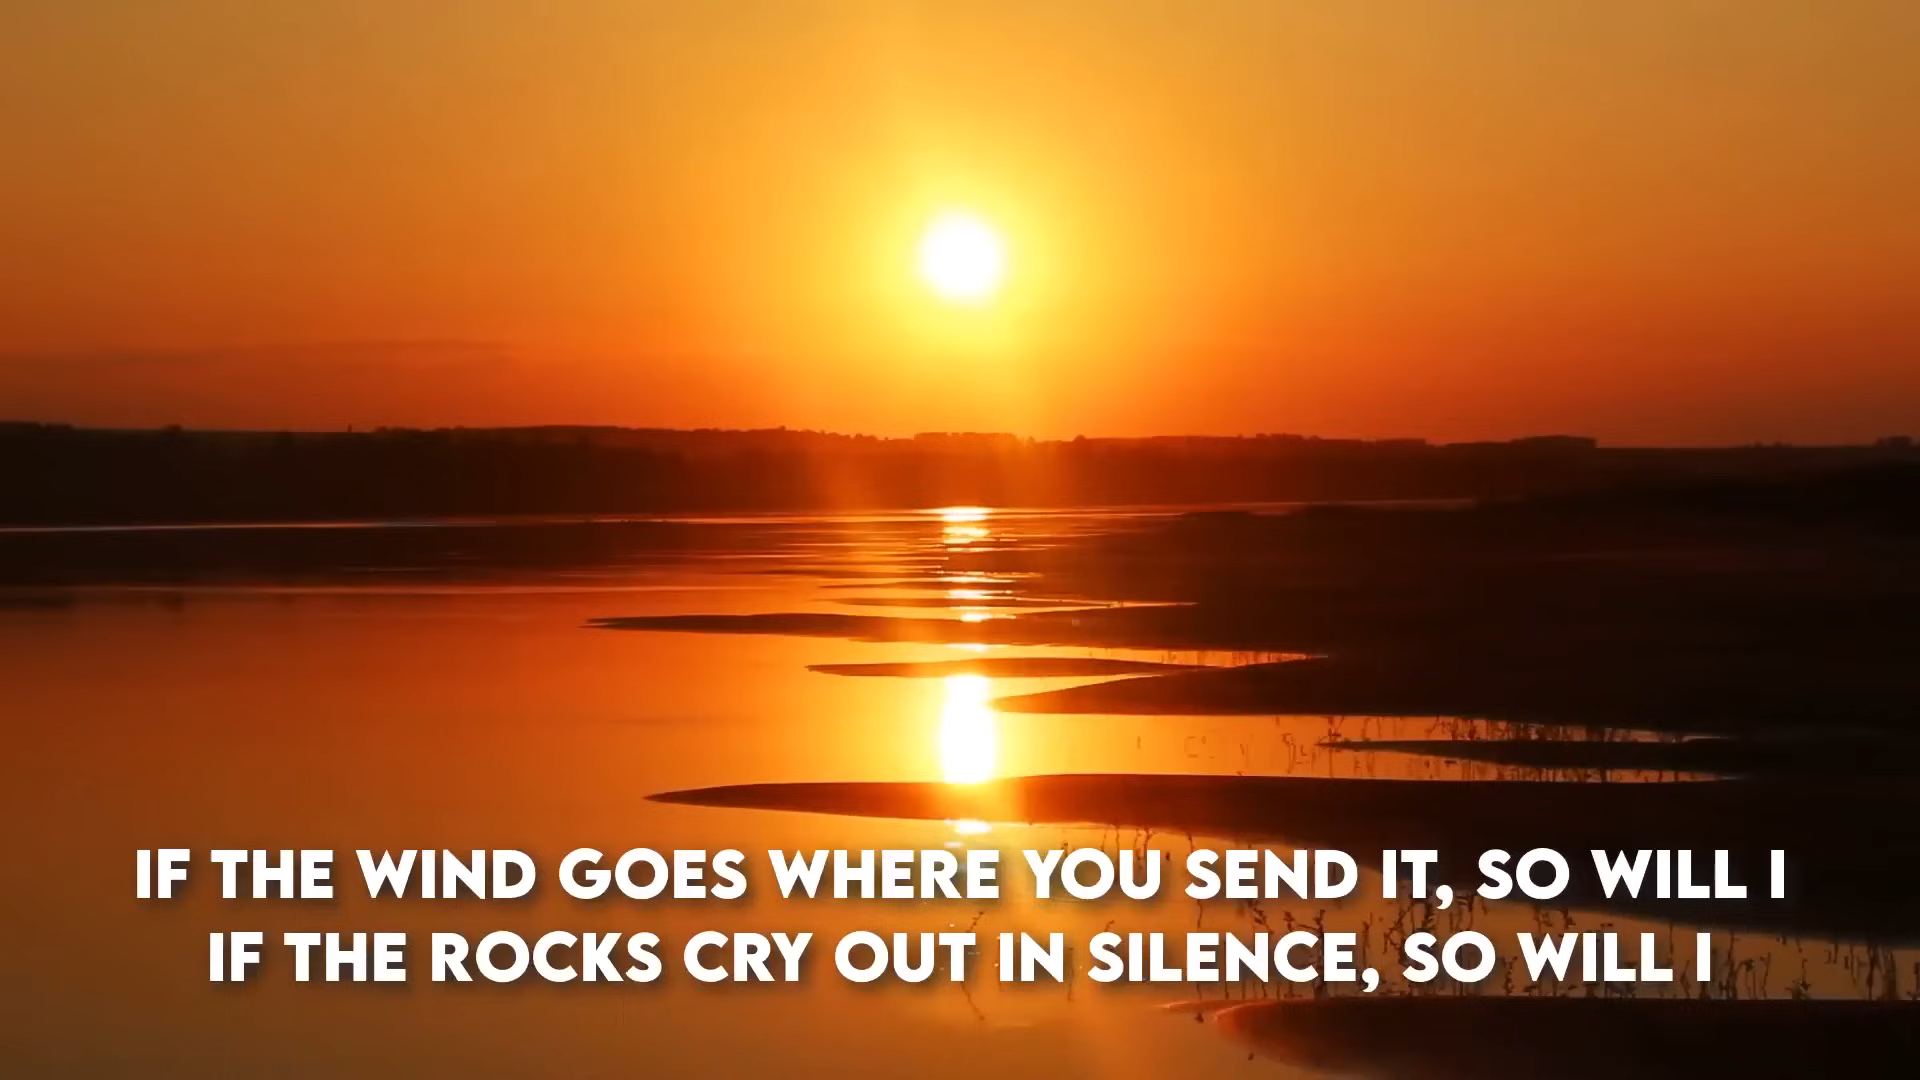 IF THE WIND GOES WHERE YOU SEND IT, SO WILL I
IF THE ROCKS CRY OUT IN SILENCE, SO WILL I